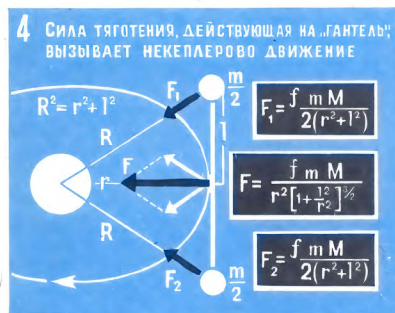 4 СИЛА ТЯГОТЕНИЯ, ДЕЙСТВУЮЩАЯ НА „ГАНТЕЛЬ",
ВЫЗЫВАЕТ НЕКЕПЛЕРОВО ДВИЖЕНИЕ
R²=r²+l²
F₁
m/2
R
F
r
l
R
F₂
m/2
F₁= f m M / 2(r²+l²)
F= f m M / r²[1+l²/r²]^3/2
F₂= f m M / 2(r²+l²)